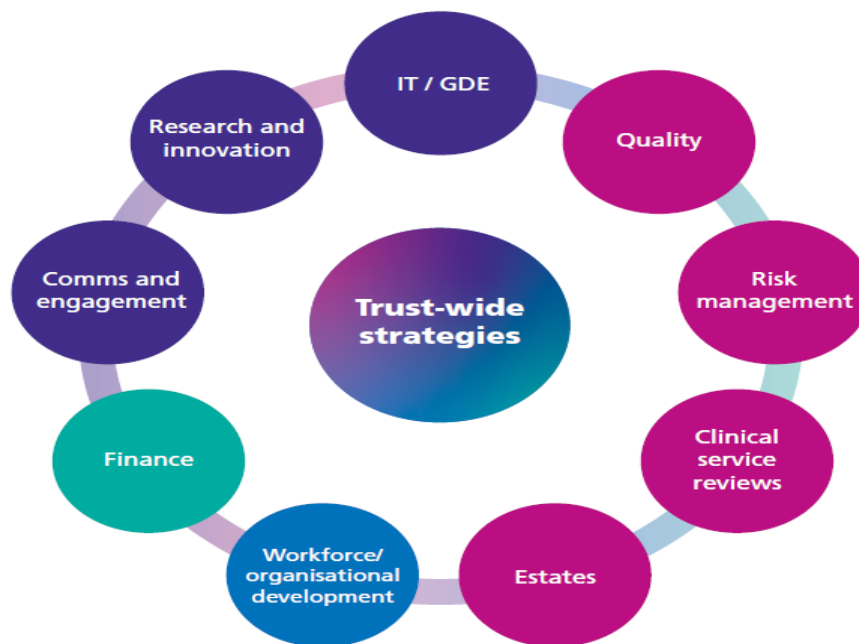 IT / GDE
Quality
Risk
management
Clinical
service
reviews
Estates
Workforce/
organisational
development
Finance
Comms and
engagement
Research and
innovation
Trust-wide
strategies